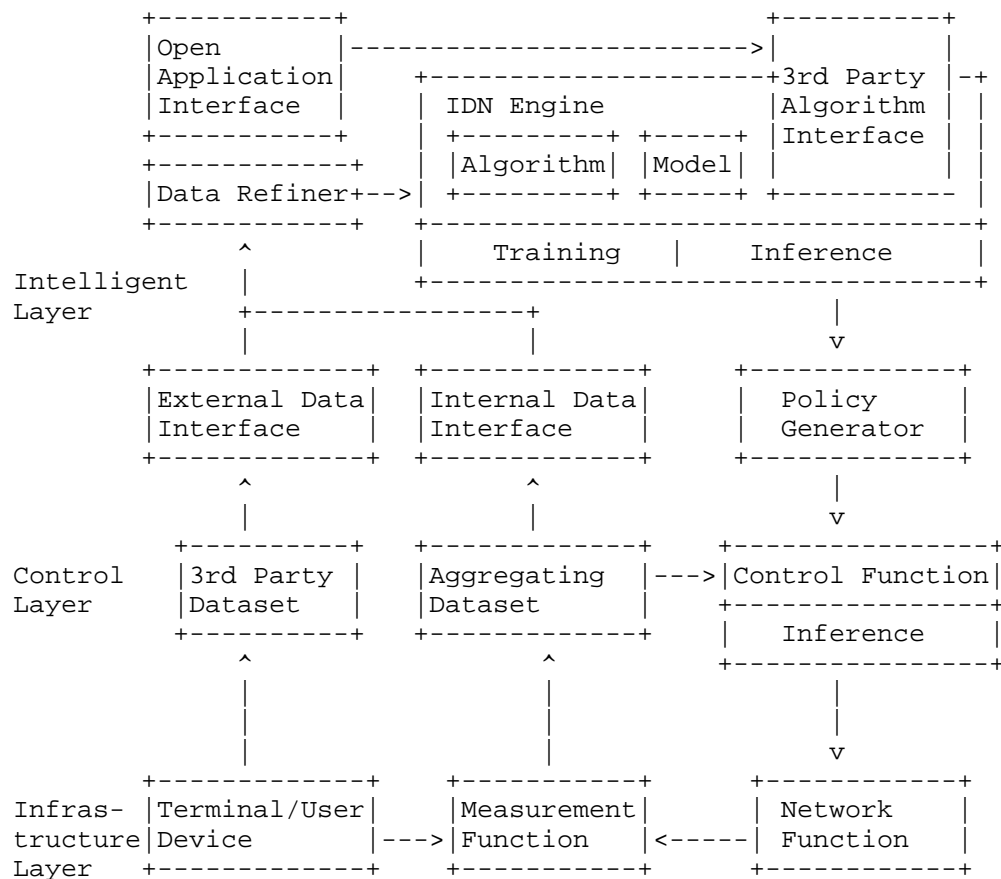 Open
Application
Interface
3rd Party
Algorithm
Interface
IDN Engine
Algorithm
Model
Data Refiner
Training
Inference
Intelligent
Layer
External Data
Interface
Internal Data
Interface
Policy
Generator
Control
Layer
3rd Party
Dataset
Aggregating
Dataset
Control Function
Inference
Infras-
tructure
Layer
Terminal/User
Device
Measurement
Function
Network
Function